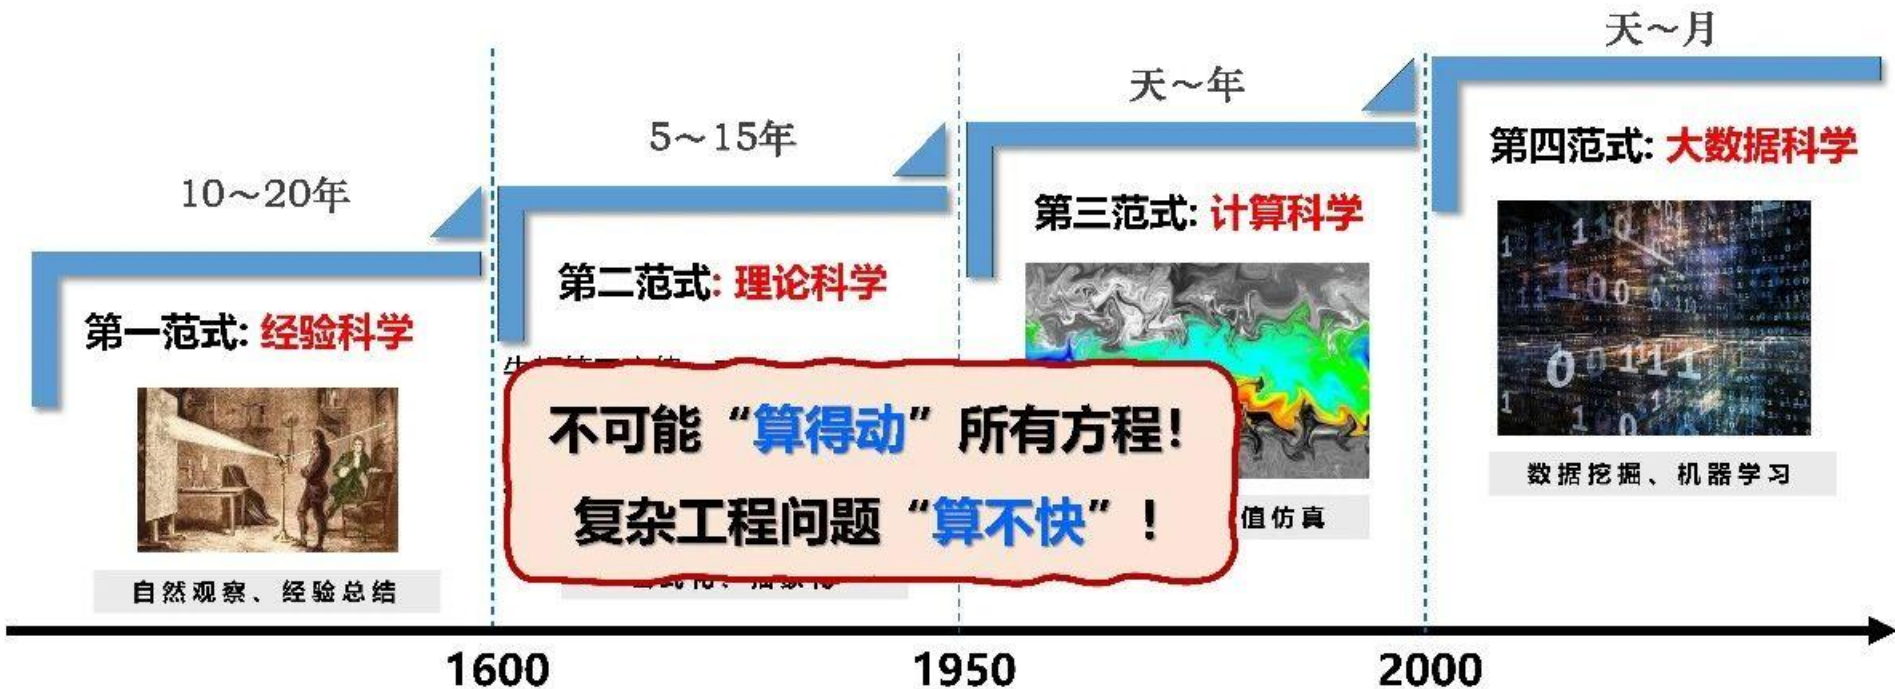 天～月
天～年
5～15年
10～20年
第四范式: 大数据科学
第三范式: 计算科学
第二范式: 理论科学
第一范式: 经验科学
不可能“算得动”所有方程!
复杂工程问题“算不快”!
数据挖掘、机器学习
值仿真
自然观察、经验总结
1600
1950
2000